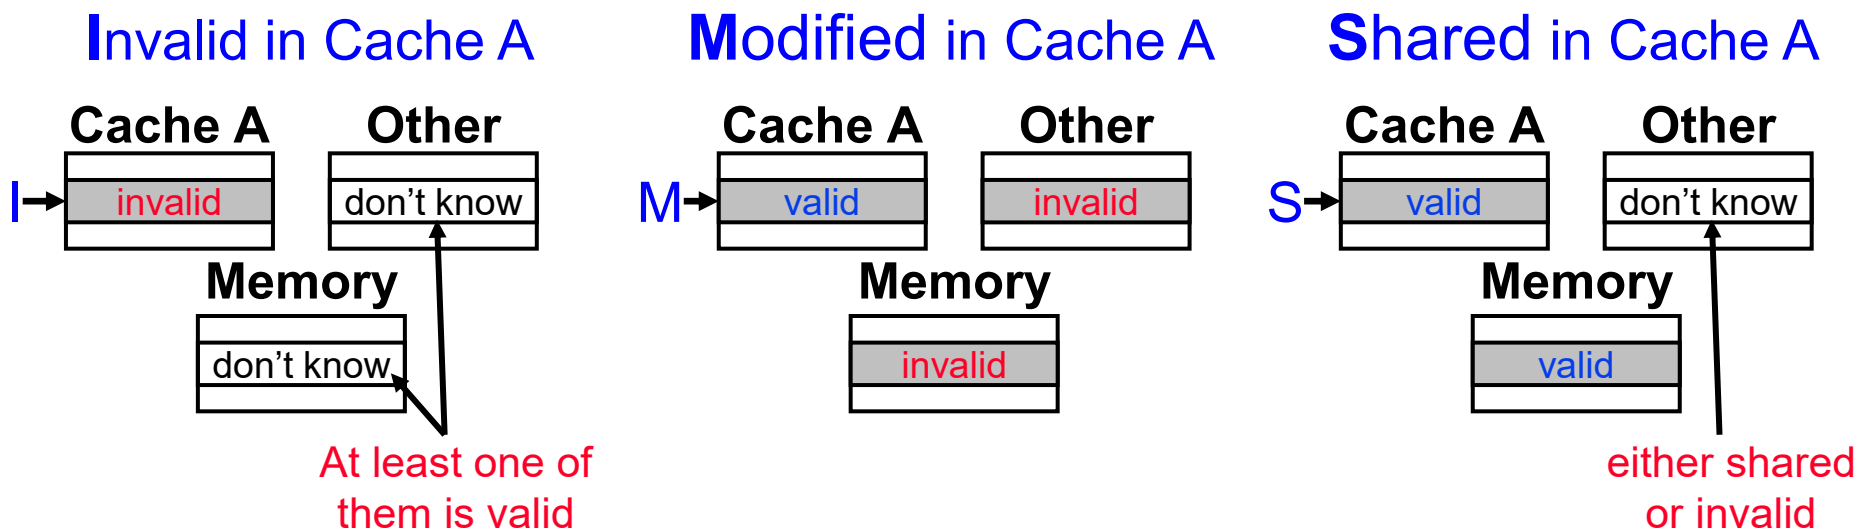 Invalid in Cache A
Cache A Other
I invalid don't know
Memory
don't know
At least one of
them is valid
Modified in Cache A
Cache A Other
M valid invalid
Memory
invalid
Shared in Cache A
Cache A Other
S valid don't know
Memory
valid
either shared
or invalid